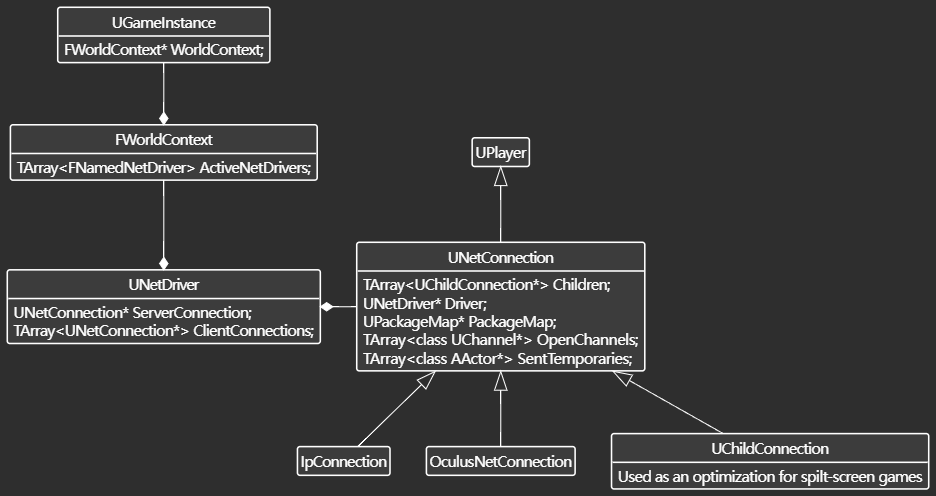 UGameInstance
FWorldContext* WorldContext;
FWorldContext
TArray<FNamedNetDriver> ActiveNetDrivers;
UPlayer
UNetDriver
UNetConnection* ServerConnection;
TArray<UNetConnection*> ClientConnections;
UNetConnection
TArray<UChildConnection*> Children;
UNetDriver* Driver;
UPackageMap* PackageMap;
TArray<class UChannel*> OpenChannels;
TArray<class AActor*> SentTemporaries;
IpConnection
OculusNetConnection
UChildConnection
Used as an optimization for spilt-screen games